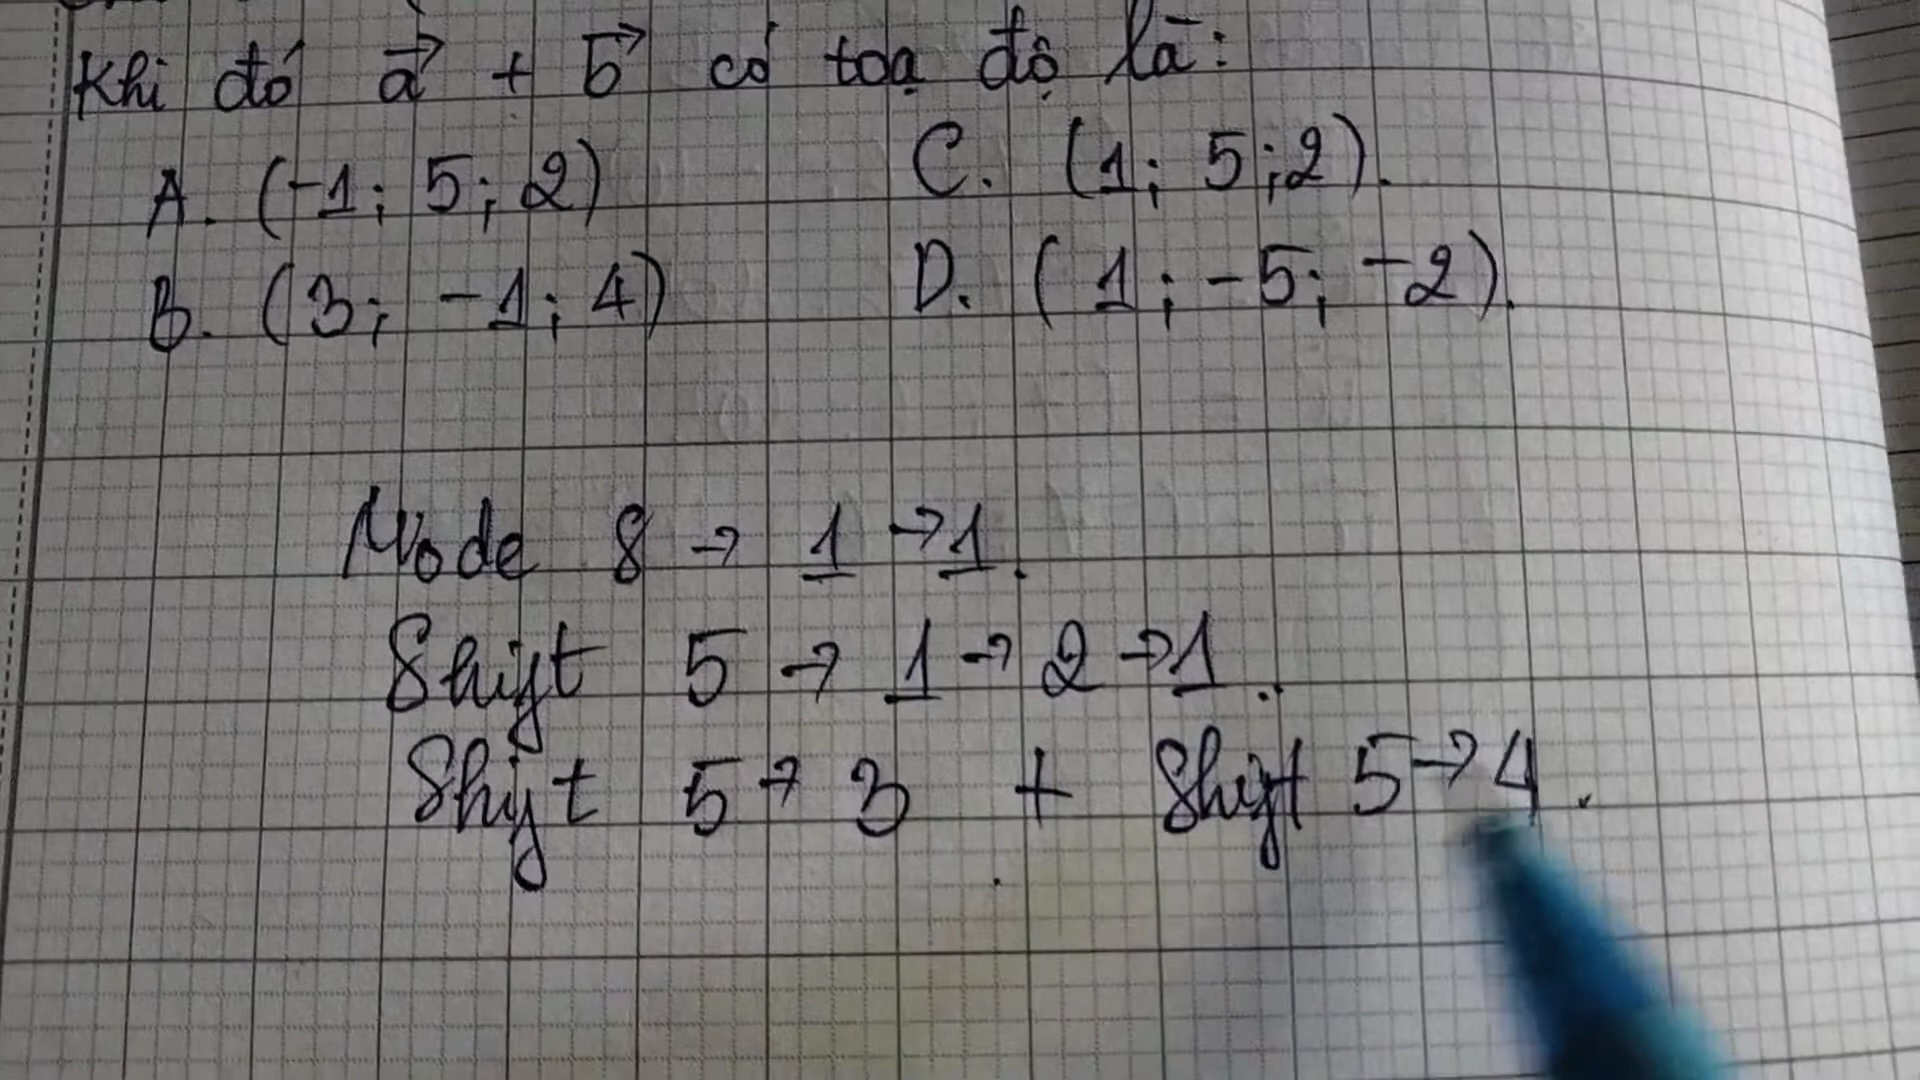 Khi đó a⃗ + b⃗ có toạ độ là:
A. (-1; 5; 2)
C. (1; 5; 2).
B. (3; -1; 4)
D. (1; -5; -2).
Mode 8 → 1 → 1.
Shift 5 → 1 → 2 → 1.
Shift 5 → 3 + Shift 5 → 4.